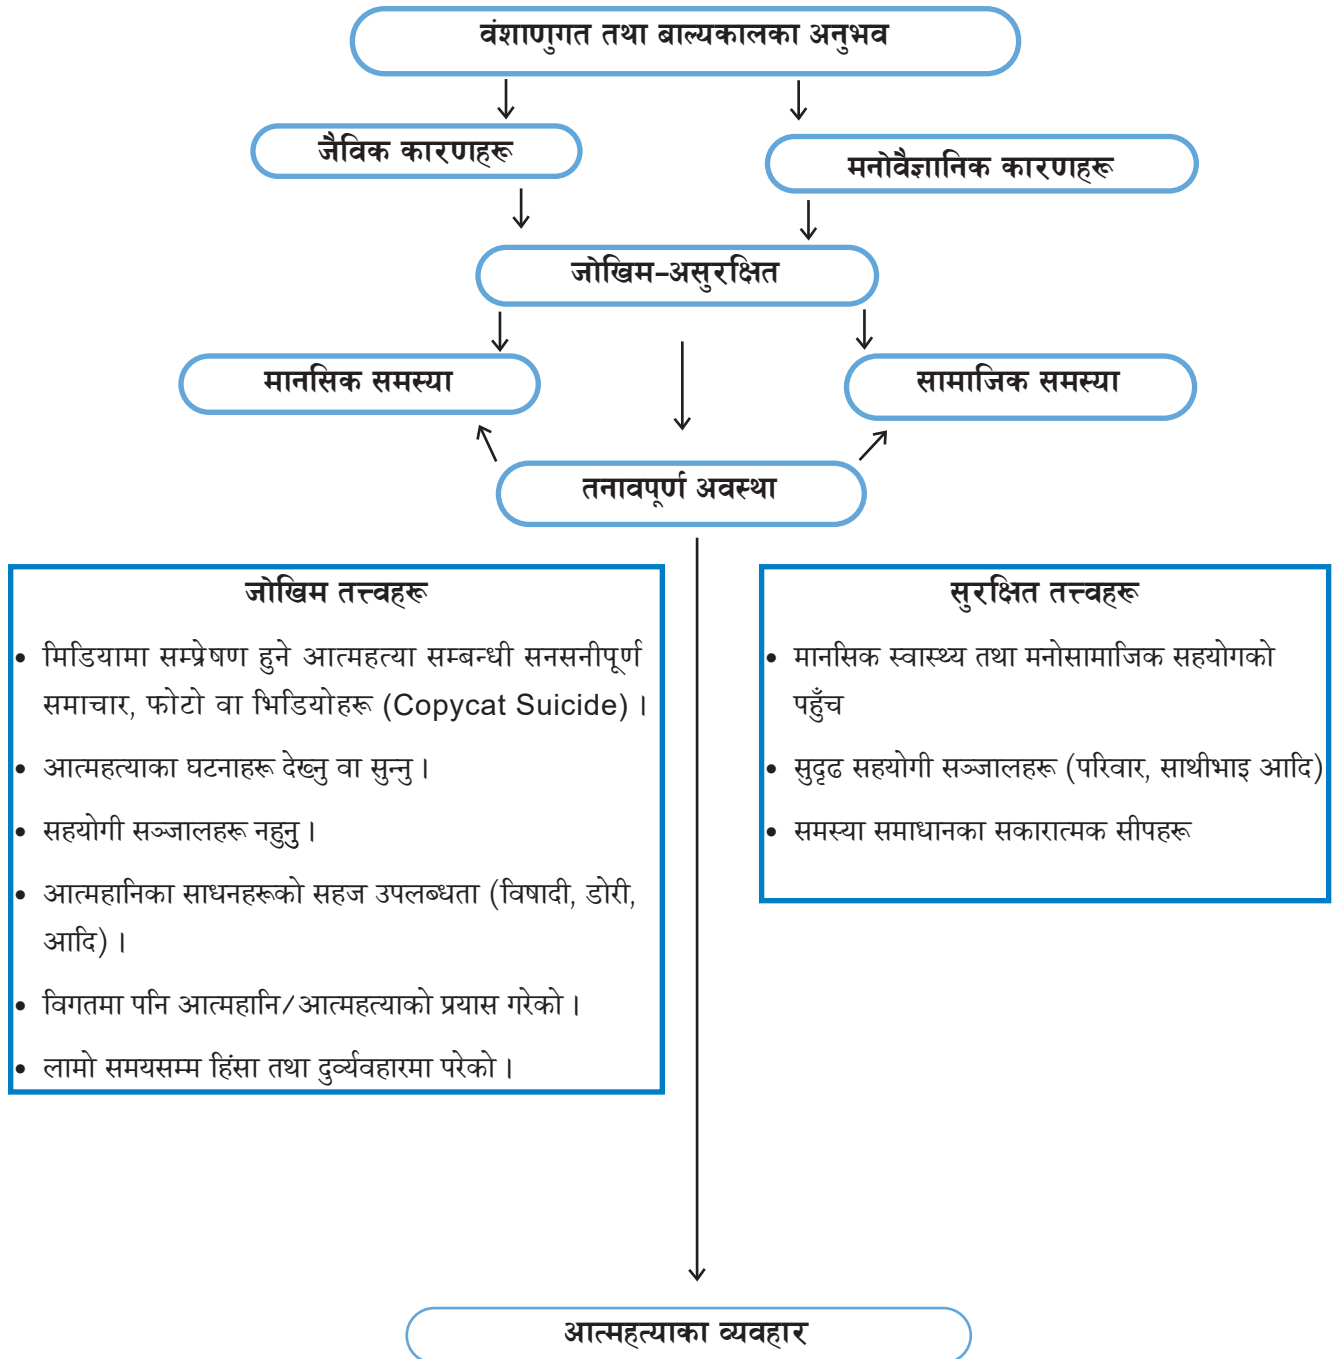 वंशाणुगत तथा बाल्यकालका अनुभव
जैविक कारणहरू
मनोवैज्ञानिक कारणहरू
जोखिम-असुरक्षित
मानसिक समस्या
सामाजिक समस्या
तनावपूर्ण अवस्था
जोखिम तत्त्वहरू
• मिडियामा सम्प्रेषण हुने आत्महत्या सम्बन्धी सनसनीपूर्ण
समाचार, फोटो वा भिडियोहरू (Copycat Suicide) ।
• आत्महत्याका घटनाहरू देख्नु वा सुन्नु ।
• सहयोगी सञ्जालहरू नहुनु ।
• आत्महानिका साधनहरूको सहज उपलब्धता (विषादी, डोरी,
आदि) ।
• विगतमा पनि आत्महानि/आत्महत्याको प्रयास गरेको ।
• लामो समयसम्म हिंसा तथा दुर्व्यवहारमा परेको ।
सुरक्षित तत्त्वहरू
• मानसिक स्वास्थ्य तथा मनोसामाजिक सहयोगको
पहुँच
• सुदृढ सहयोगी सञ्जालहरू (परिवार, साथीभाइ आदि)
• समस्या समाधानका सकारात्मक सीपहरू
आत्महत्याका व्यवहार